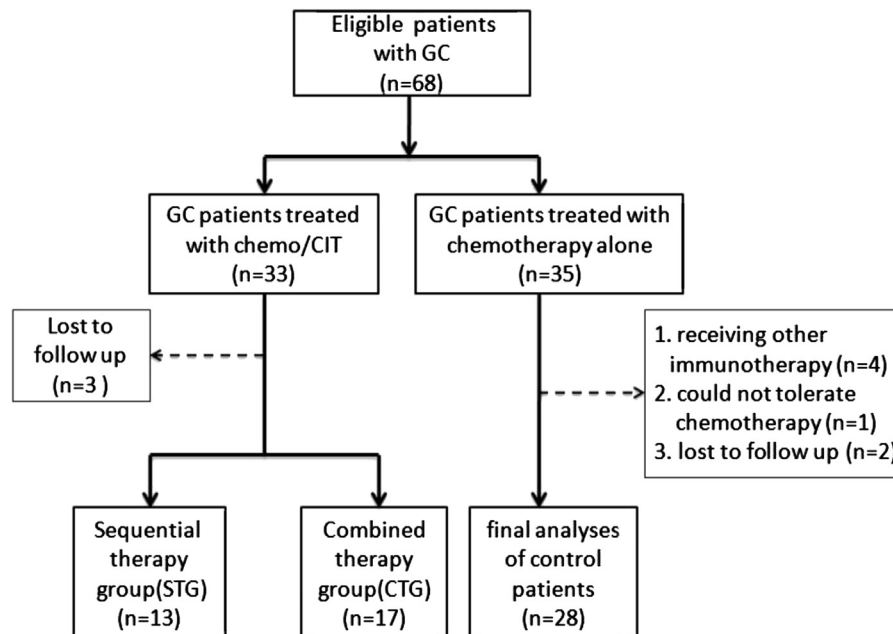 Eligible patients
with GC
(n=68)
GC patients treated
with chemo/CIT
(n=33)
GC patients treated with
chemotherapy alone
(n=35)
Lost to
follow up
(n=3 )
1. receiving other
immunotherapy (n=4)
2. could not tolerate
chemotherapy (n=1)
3. lost to follow up (n=2)
Sequential
therapy
group(STG)
(n=13)
Combined
therapy
group(CTG)
(n=17)
final analyses
of control
patients
(n=28)